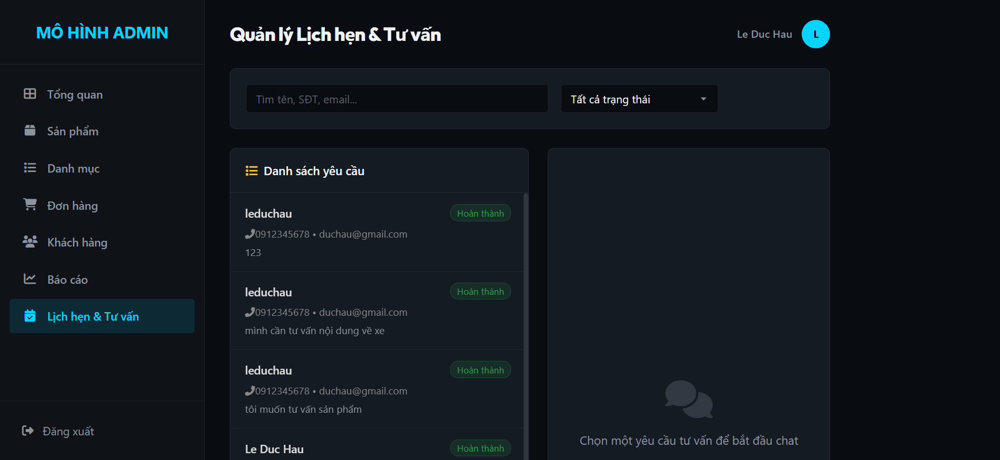 MÔ HÌNH ADMIN
Tổng quan
Sản phẩm
Danh mục
Đơn hàng
Khách hàng
Báo cáo
Lịch hẹn & Tư vấn
Đăng xuất
Quản lý Lịch hẹn & Tư vấn
Le Duc Hau
L
Tìm tên, SĐT, email...
Tất cả trạng thái
Danh sách yêu cầu
leduchau
Hoàn thành
0912345678 • duchau@gmail.com
123
leduchau
Hoàn thành
0912345678 • duchau@gmail.com
mình cần tư vấn nội dung về xe
leduchau
Hoàn thành
0912345678 • duchau@gmail.com
tôi muốn tư vấn sản phẩm
Le Duc Hau
Hoàn thành
Chọn một yêu cầu tư vấn để bắt đầu chat